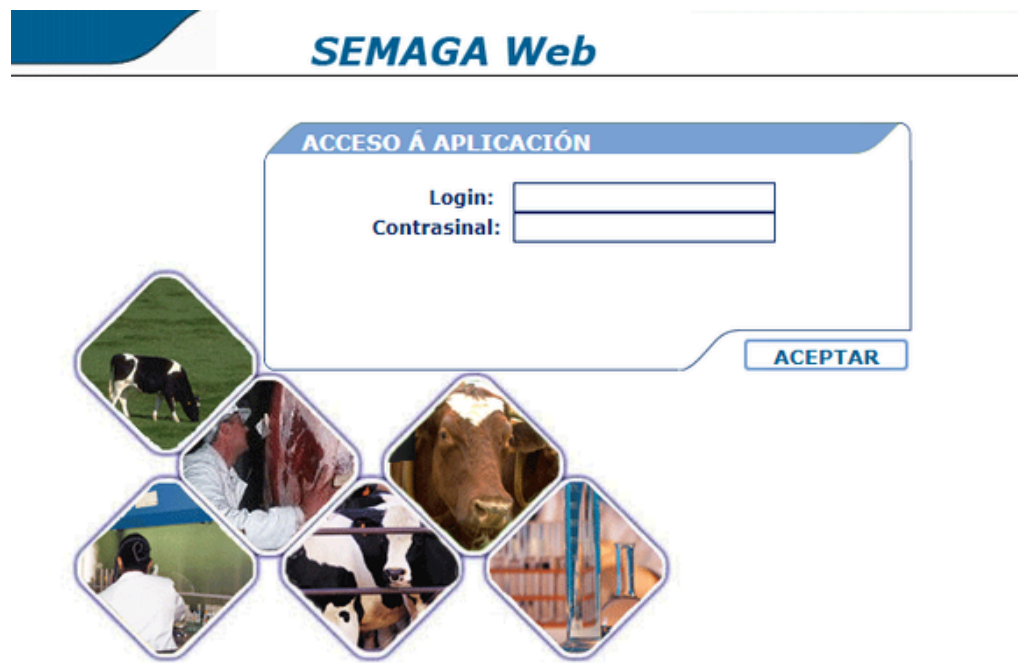 SEMAGA Web
ACCESO Á APLICACIÓN
Login:
Contrasinal:
ACEPTAR